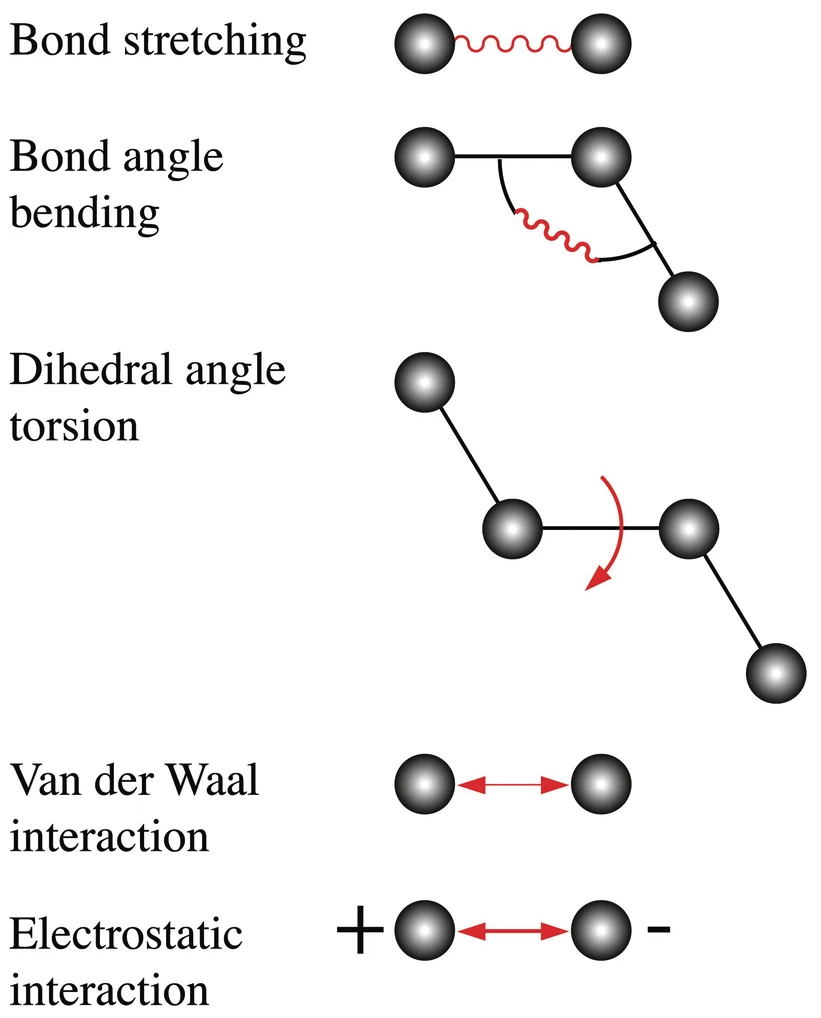 Bond stretching
Bond angle
bending
Dihedral angle
torsion
Van der Waal
interaction
+ -
Electrostatic
interaction